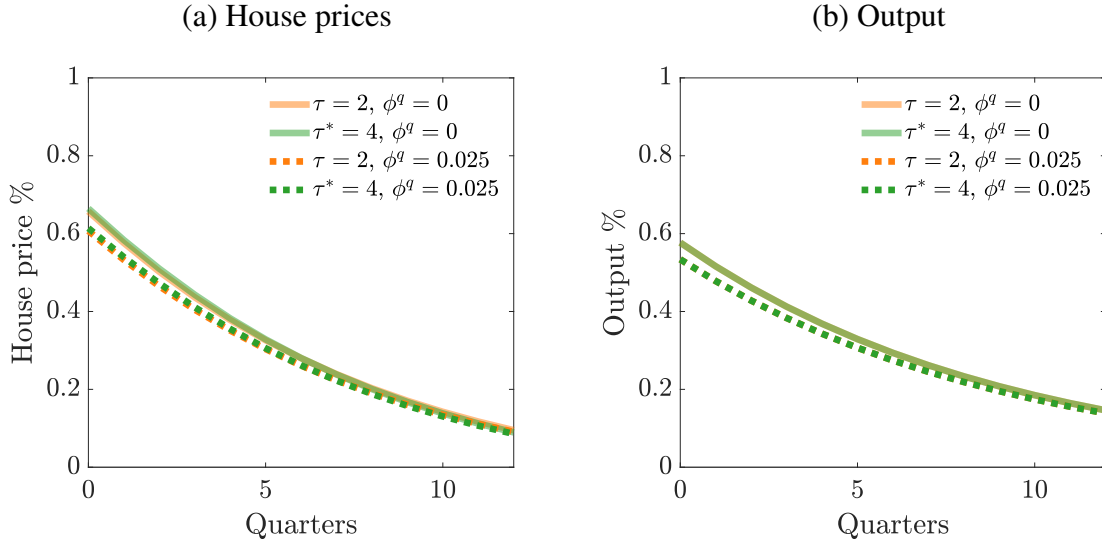 (a) House prices
House price %
1
0.8
0.6
0.4
0.2
0
0 5 10
Quarters
τ = 2, ϕ^q = 0
τ* = 4, ϕ^q = 0
τ = 2, ϕ^q = 0.025
τ* = 4, ϕ^q = 0.025
(b) Output
Output %
1
0.8
0.6
0.4
0.2
0
0 5 10
Quarters
τ = 2, ϕ^q = 0
τ* = 4, ϕ^q = 0
τ = 2, ϕ^q = 0.025
τ* = 4, ϕ^q = 0.025